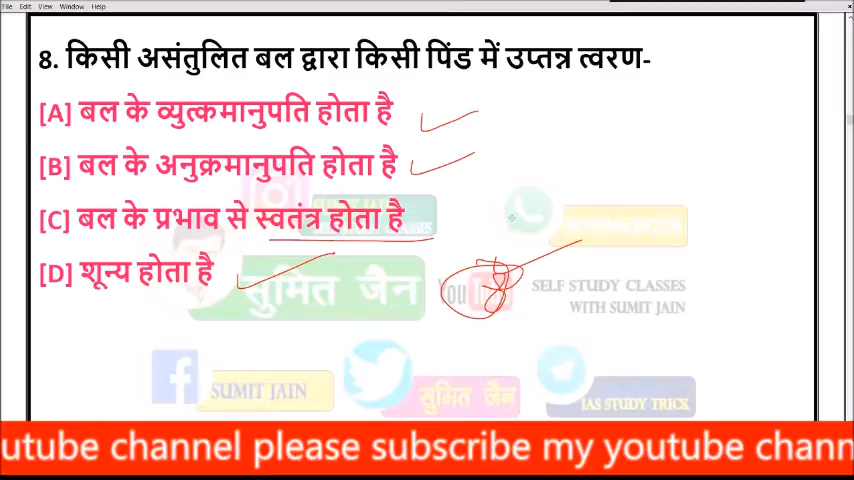 File Edit View Window Help
8. किसी असंतुलित बल द्वारा किसी पिंड में उप्तन्न त्वरण-
[A] बल के व्युत्कमानुपति होता है
[B] बल के अनुक्रमानुपति होता है
[C] बल के प्रभाव से स्वतंत्र होता है
[D] शून्य होता है
सुमित जैन
You
SELF STUDY CLASSES
WITH SUMIT JAIN
SUMIT JAIN
सुमित जैन
IAS STUDY TRICK
utube channel please subscribe my youtube chann